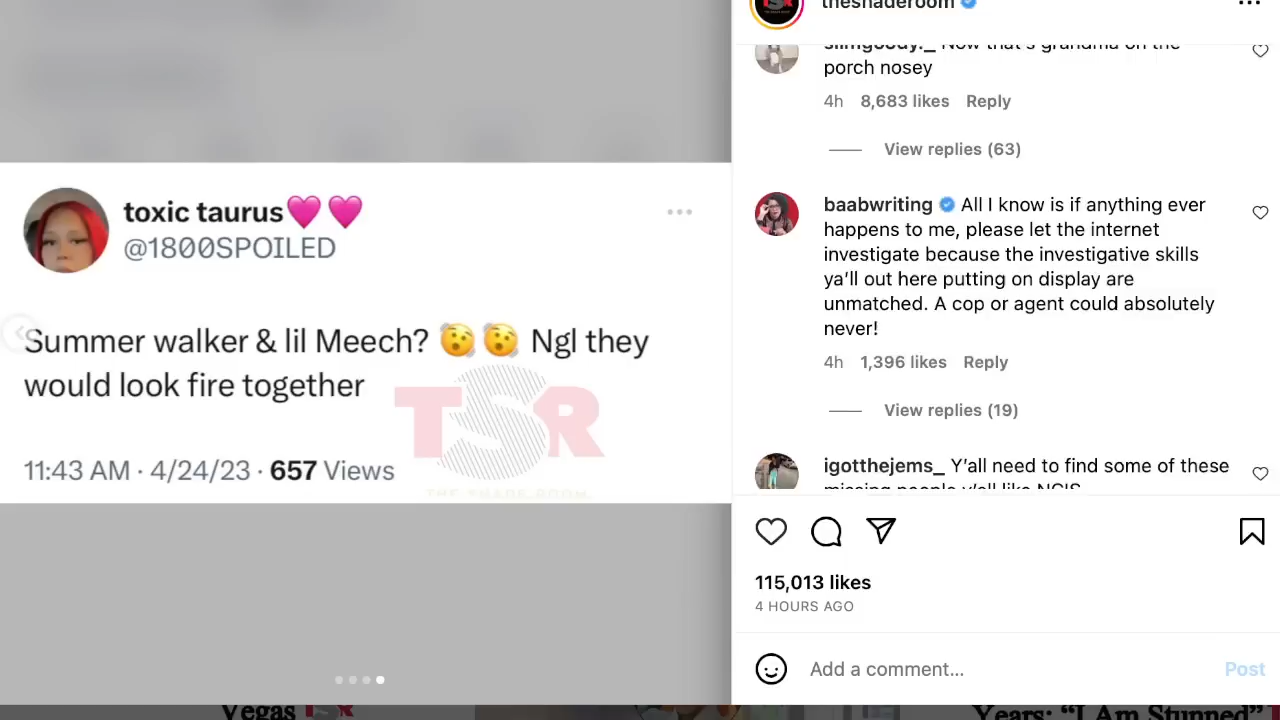 toxic taurus🩷🩷
@1800SPOILED
Summer walker & lil Meech? 🫨🫨 Ngl they
would look fire together
TSR
THE SHADE ROOM
11:43 AM · 4/24/23 · 657 Views
theshaderoom
slimgoody._ Now that's grandma on the
porch nosey
4h 8,683 likes Reply
View replies (63)
baabwriting All I know is if anything ever
happens to me, please let the internet
investigate because the investigative skills
ya'll out here putting on display are
unmatched. A cop or agent could absolutely
never!
4h 1,396 likes Reply
View replies (19)
igotthejems_ Y'all need to find some of these
missing people y'all like NCIS
115,013 likes
4 HOURS AGO
Add a comment... Post
Vegas TSR
Years: “I Am Stunned”